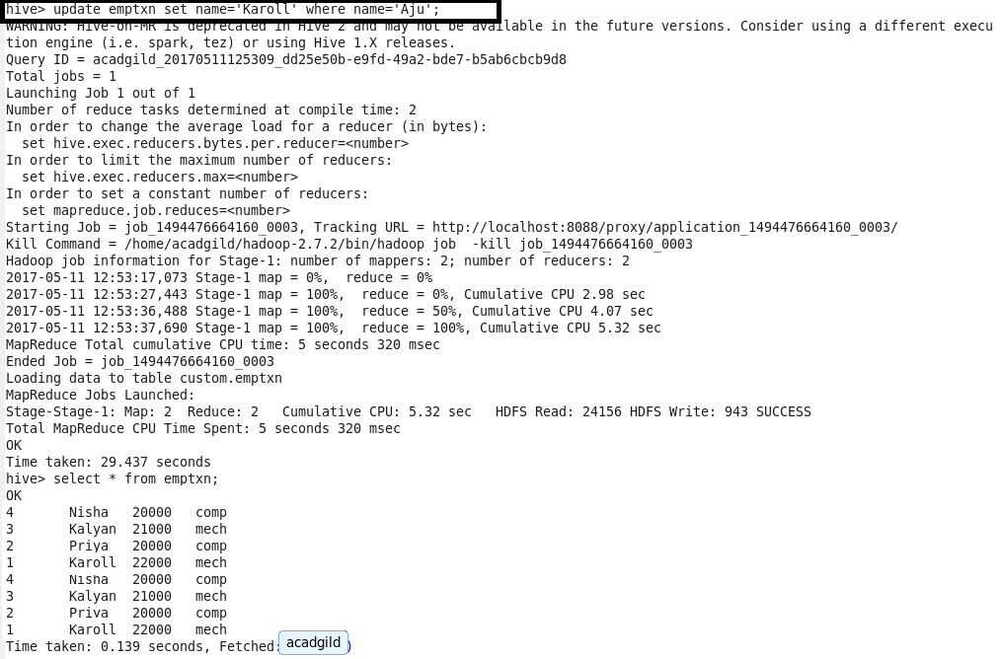 hive> update emptxn set name='Karoll' where name='Aju';
WARNING: Hive-on-MR is deprecated in Hive 2 and may not be available in the future versions. Consider using a different execu
tion engine (i.e. spark, tez) or using Hive 1.X releases.
Query ID = acadgild_20170511125309_dd25e50b-e9fd-49a2-bde7-b5ab6cbcb9d8
Total jobs = 1
Launching Job 1 out of 1
Number of reduce tasks determined at compile time: 2
In order to change the average load for a reducer (in bytes):
  set hive.exec.reducers.bytes.per.reducer=<number>
In order to limit the maximum number of reducers:
  set hive.exec.reducers.max=<number>
In order to set a constant number of reducers:
  set mapreduce.job.reduces=<number>
Starting Job = job_1494476664160_0003, Tracking URL = http://localhost:8088/proxy/application_1494476664160_0003/
Kill Command = /home/acadgild/hadoop-2.7.2/bin/hadoop job  -kill job_1494476664160_0003
Hadoop job information for Stage-1: number of mappers: 2; number of reducers: 2
2017-05-11 12:53:17,073 Stage-1 map = 0%,  reduce = 0%
2017-05-11 12:53:27,443 Stage-1 map = 100%,  reduce = 0%, Cumulative CPU 2.98 sec
2017-05-11 12:53:36,488 Stage-1 map = 100%,  reduce = 50%, Cumulative CPU 4.07 sec
2017-05-11 12:53:37,690 Stage-1 map = 100%,  reduce = 100%, Cumulative CPU 5.32 sec
MapReduce Total cumulative CPU time: 5 seconds 320 msec
Ended Job = job_1494476664160_0003
Loading data to table custom.emptxn
MapReduce Jobs Launched:
Stage-Stage-1: Map: 2  Reduce: 2   Cumulative CPU: 5.32 sec   HDFS Read: 24156 HDFS Write: 943 SUCCESS
Total MapReduce CPU Time Spent: 5 seconds 320 msec
OK
Time taken: 29.437 seconds
hive> select * from emptxn;
OK
4       Nisha   20000   comp
3       Kalyan  21000   mech
2       Priya   20000   comp
1       Karoll  22000   mech
4       Nisha   20000   comp
3       Kalyan  21000   mech
2       Priya   20000   comp
1       Karoll  22000   mech
Time taken: 0.139 seconds, Fetched: acadgild )